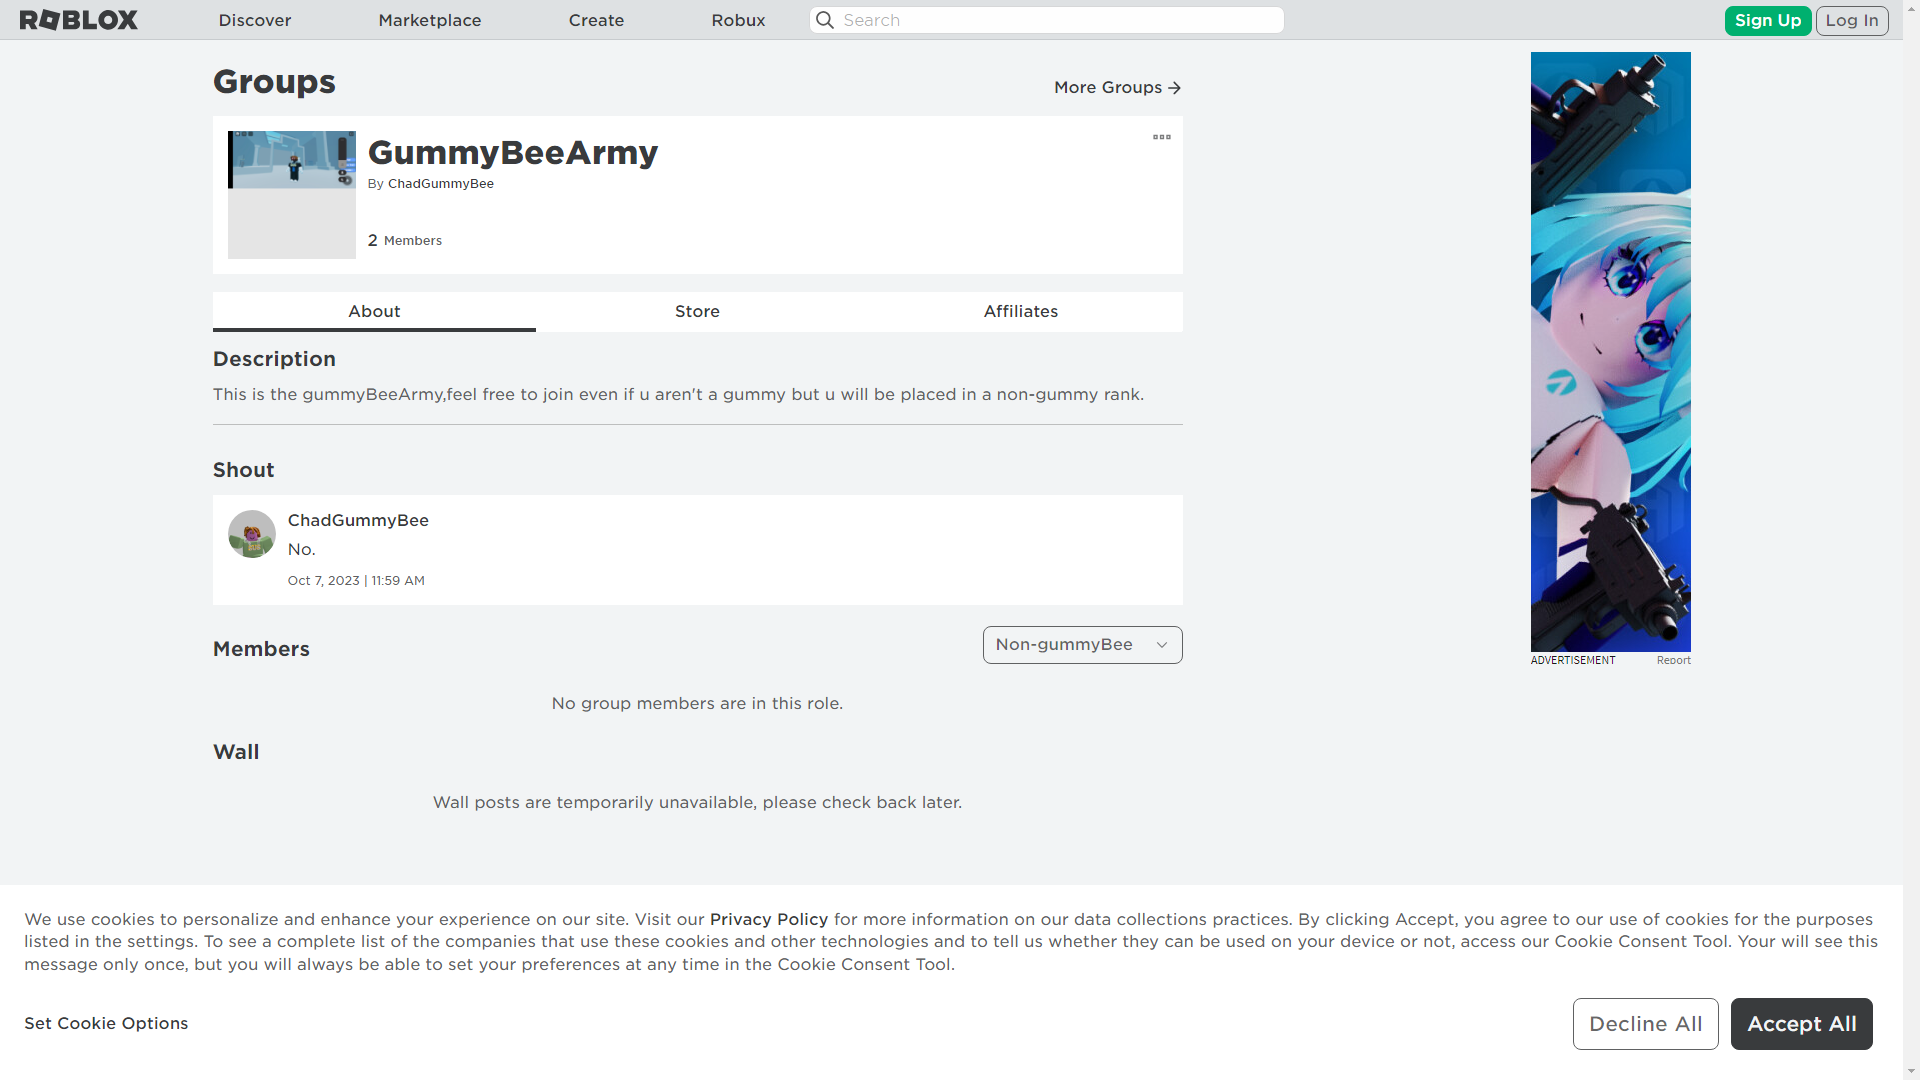 ROBLOX
Discover
Marketplace
Create
Robux
Search
Sign Up
Log In
Groups
More Groups
GummyBeeArmy
By ChadGummyBee
2 Members
About
Store
Affiliates
Description
This is the gummyBeeArmy,feel free to join even if u aren't a gummy but u will be placed in a non-gummy rank.
Shout
ChadGummyBee
No.
Oct 7, 2023 | 11:59 AM
Members
Non-gummyBee
No group members are in this role.
Wall
Wall posts are temporarily unavailable, please check back later.
ADVERTISEMENT
Report
We use cookies to personalize and enhance your experience on our site. Visit our Privacy Policy for more information on our data collections practices. By clicking Accept, you agree to our use of cookies for the purposes
listed in the settings. To see a complete list of the companies that use these cookies and other technologies and to tell us whether they can be used on your device or not, access our Cookie Consent Tool. Your will see this
message only once, but you will always be able to set your preferences at any time in the Cookie Consent Tool.
Set Cookie Options
Decline All
Accept All